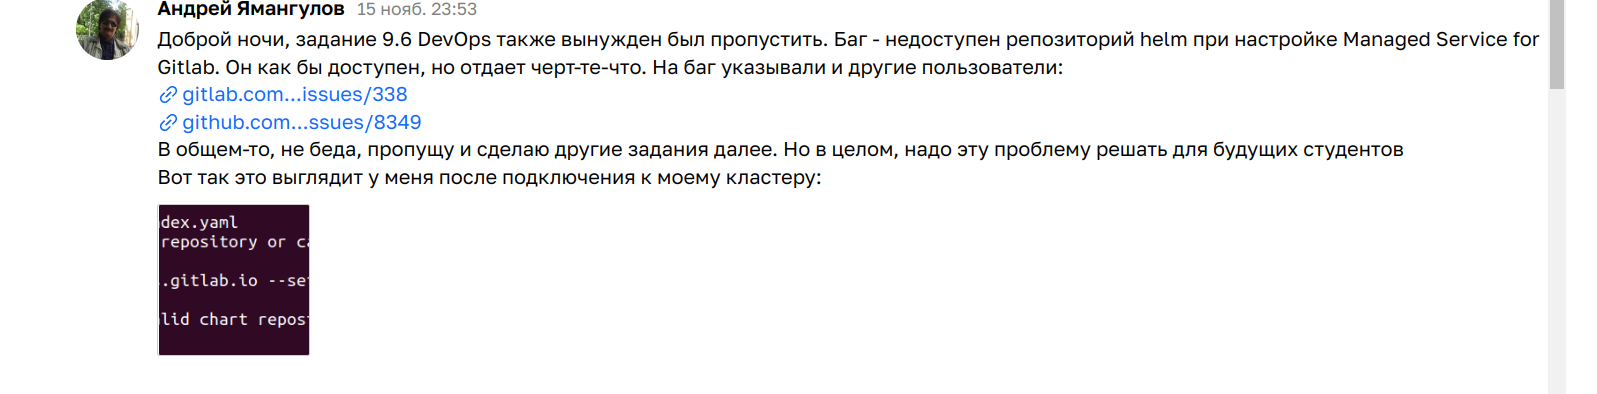 Андрей Ямангулов 15 нояб. 23:53
Доброй ночи, задание 9.6 DevOps также вынужден был пропустить. Баг - недоступен репозиторий helm при настройке Managed Service for
Gitlab. Он как бы доступен, но отдает черт-те-что. На баг указывали и другие пользователи:
gitlab.com...issues/338
github.com...ssues/8349
В общем-то, не беда, пропущу и сделаю другие задания далее. Но в целом, надо эту проблему решать для будущих студентов
Вот так это выглядит у меня после подключения к моему кластеру:
dex.yaml
repository or ca
.gitlab.io --se
lid chart repos